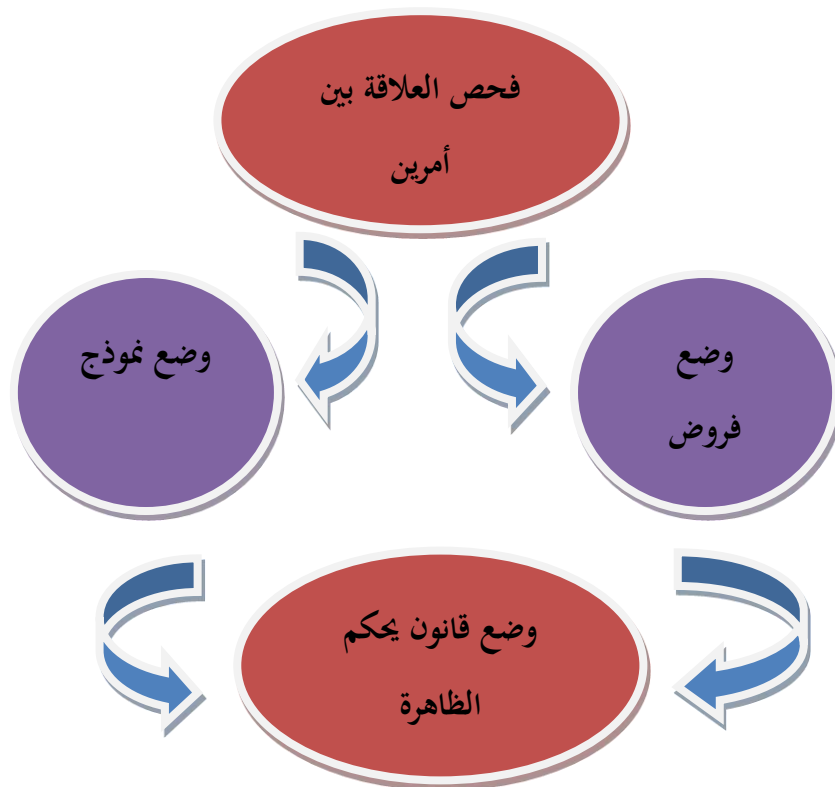 فحص العلاقة بين
أمرين
وضع
فروض
وضع نموذج
وضع قانون يحكم
الظاهرة